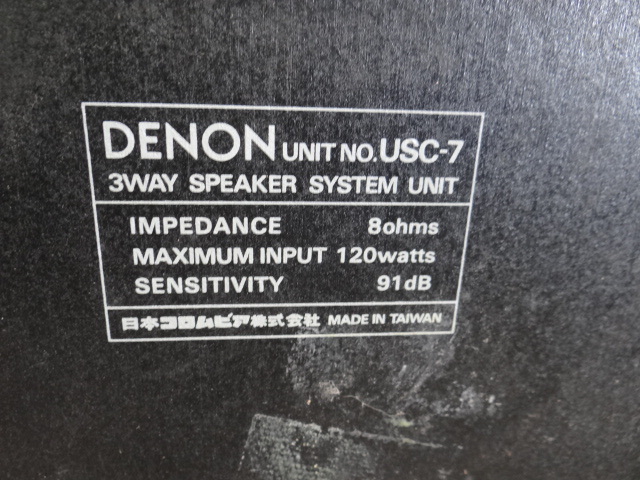 DENON UNIT NO. USC-7
3WAY SPEAKER SYSTEM UNIT
IMPEDANCE 8ohms
MAXIMUM INPUT 120watts
SENSITIVITY 91dB
日本コロムビア株式会社 MADE IN TAIWAN